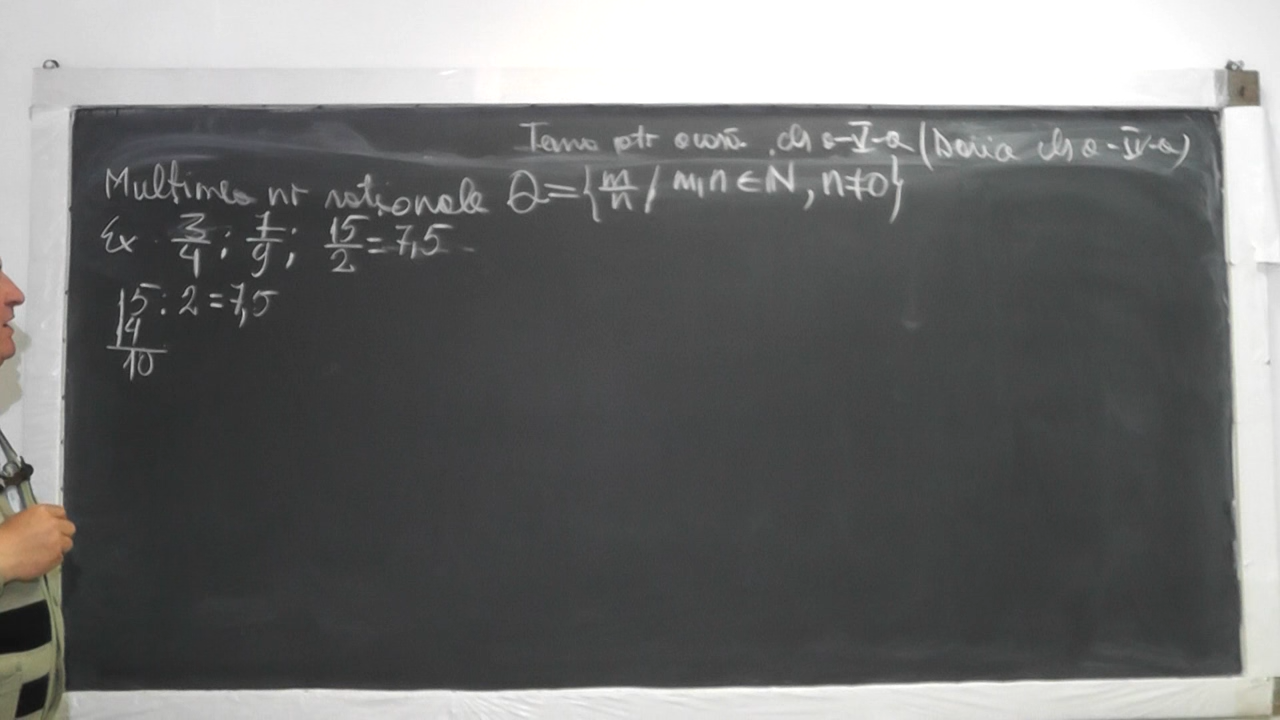 Tema ptr acasă cls a-V-a (Daria cls a-IV-a)
Multimea nr rationale Q={m/n / m,n∈N, n≠0}
Ex. 3/4; 7/9; 15/2=7,5
15:2=7,5
14
10